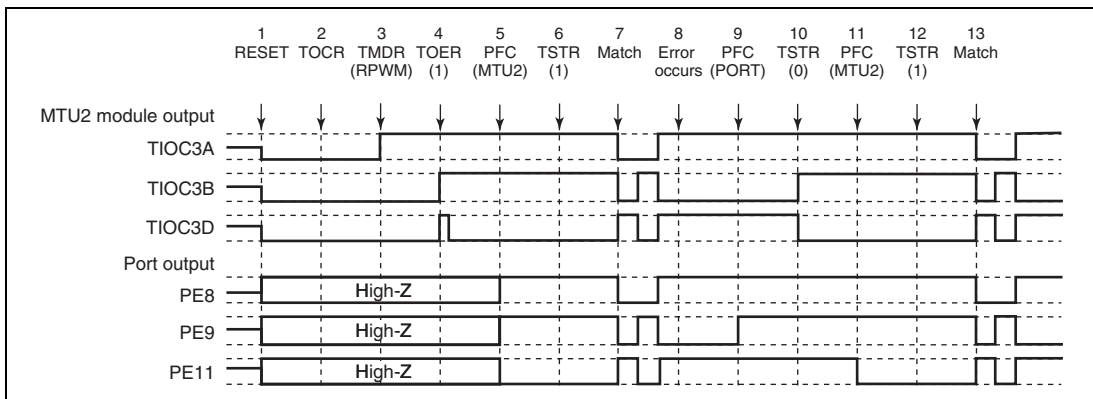 1 2 3 4 5 6 7 8 9 10 11 12 13
RESET TOCR TMDR TOER PFC TSTR Match Error PFC TSTR PFC TSTR Match
(RPWM) (1) (MTU2) (1) occurs (PORT) (0) (MTU2) (1)
MTU2 module output
TIOC3A
TIOC3B
TIOC3D
Port output
PE8 High-Z
PE9 High-Z
PE11 High-Z